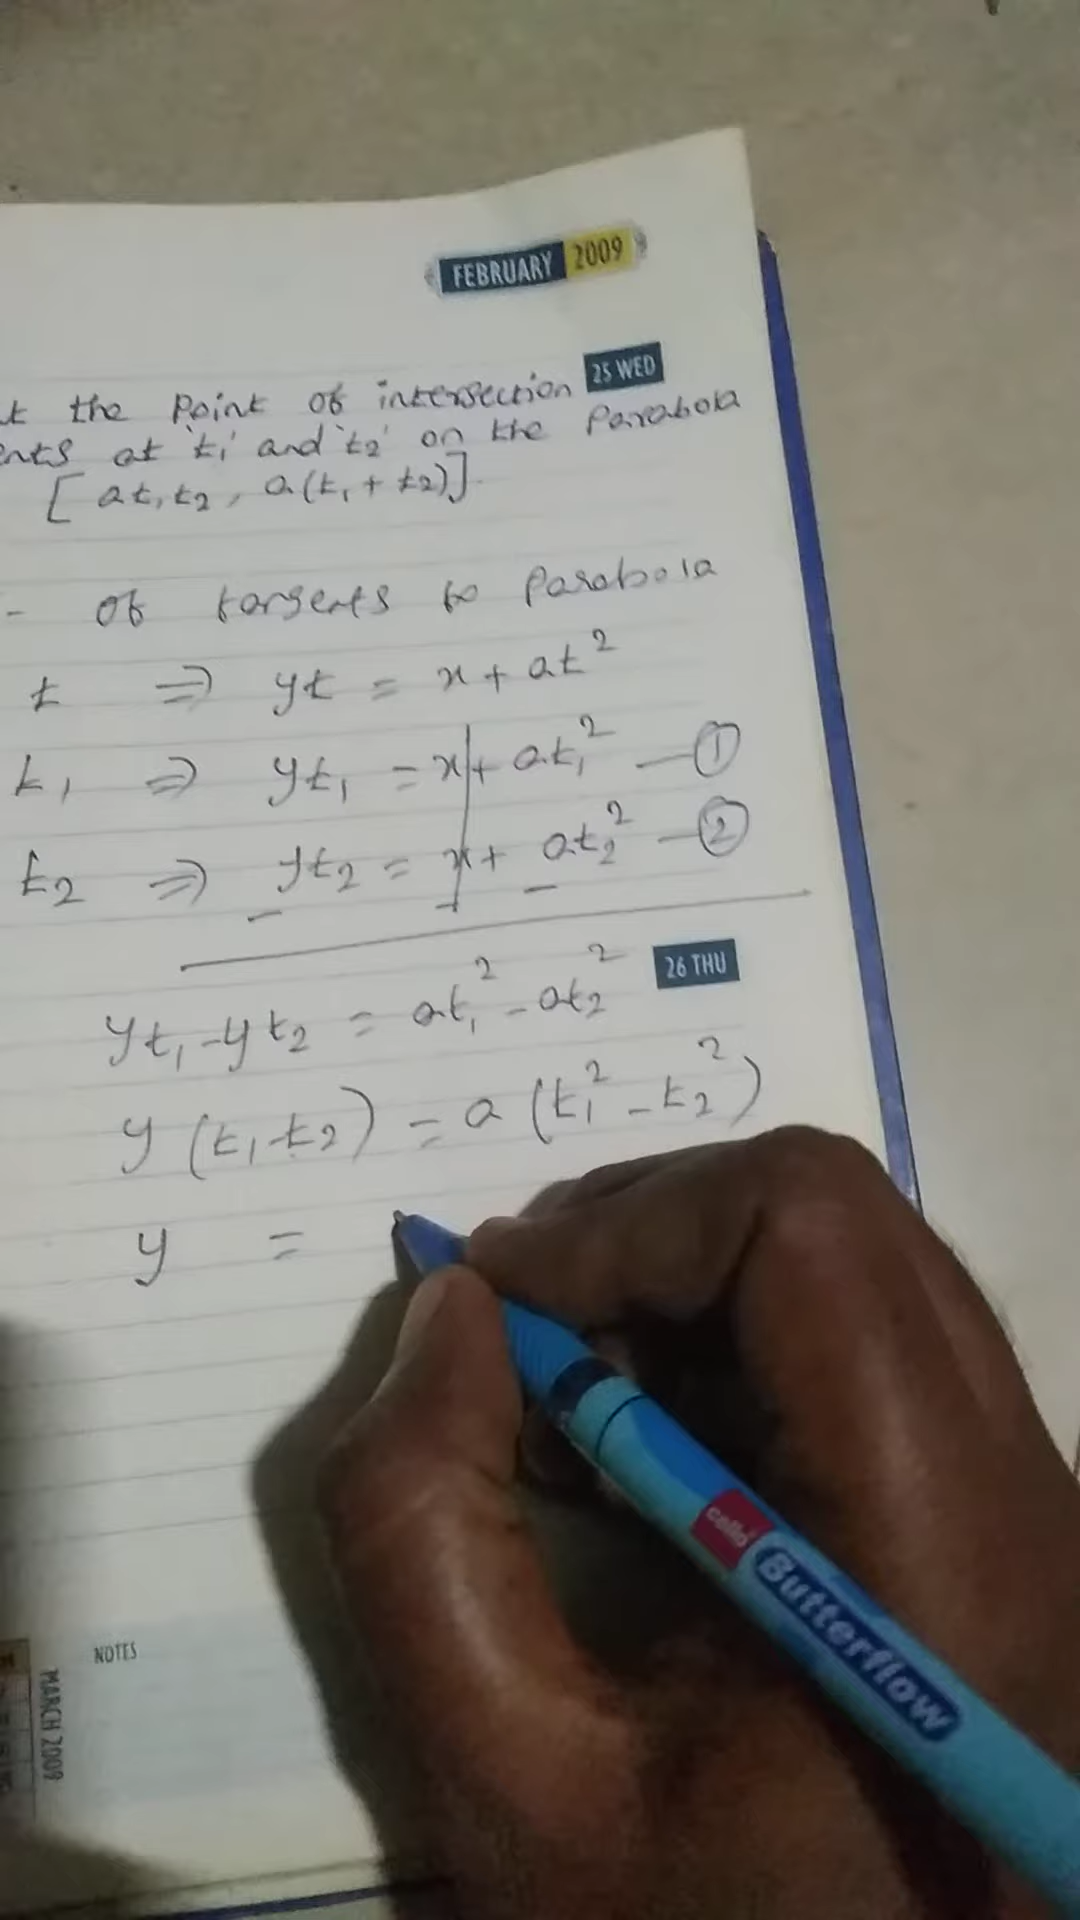 FEBRUARY 2009
25 WED
the Point of intersection
at 't1' and 't2' on the Parabola
[at1t2, a(t1 + t2)].
- of tangents to Parabola
t ⇒ yt = x + at²
t1 ⇒ yt1 = x + at1² — ①
t2 ⇒ yt2 = x + at2² — ②
26 THU
yt1 - yt2 = at1² - at2²
y (t1 - t2) = a (t1² - t2²)
y =
cello
Butterflow
NOTES
MARCH 2009